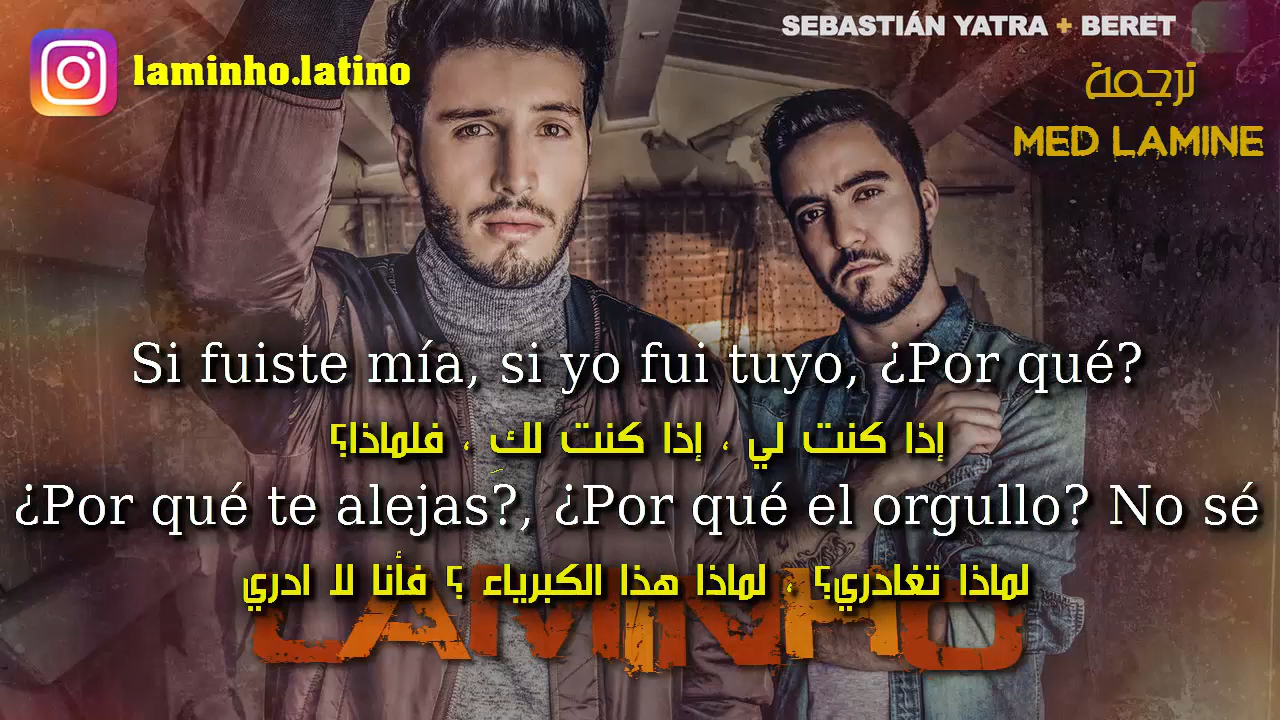 SEBASTIÁN YATRA + BERET
laminho.latino
ترجمة
MED LAMINE
Si fuiste mía, si yo fui tuyo, ¿Por qué?
إذا كنت لي ، إذا كنت لكِ ، فلماذا؟
¿Por qué te alejas?, ¿Por qué el orgullo? No sé
لماذا تغادري؟ ، لماذا هذا الكبرياء ؟ فأنا لا ادري
LAMINHO